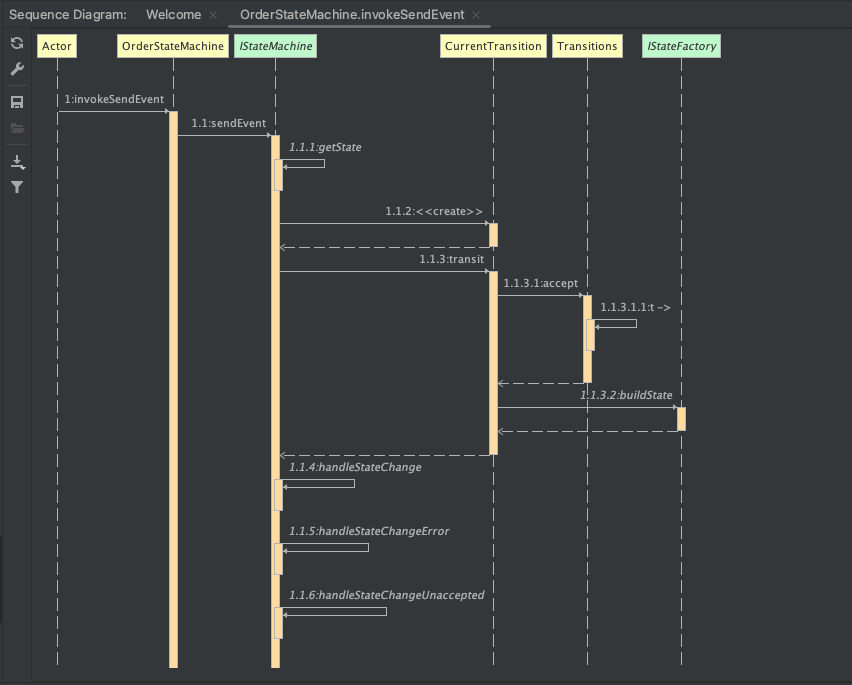 Sequence Diagram: Welcome OrderStateMachine.invokeSendEvent
Actor OrderStateMachine IStateMachine CurrentTransition Transitions IStateFactory
1:invokeSendEvent
1.1:sendEvent
1.1.1:getState
1.1.2:<<create>>
1.1.3:transit
1.1.3.1:accept
1.1.3.1.1:t ->
1.1.3.2:buildState
1.1.4:handleStateChange
1.1.5:handleStateChangeError
1.1.6:handleStateChangeUnaccepted